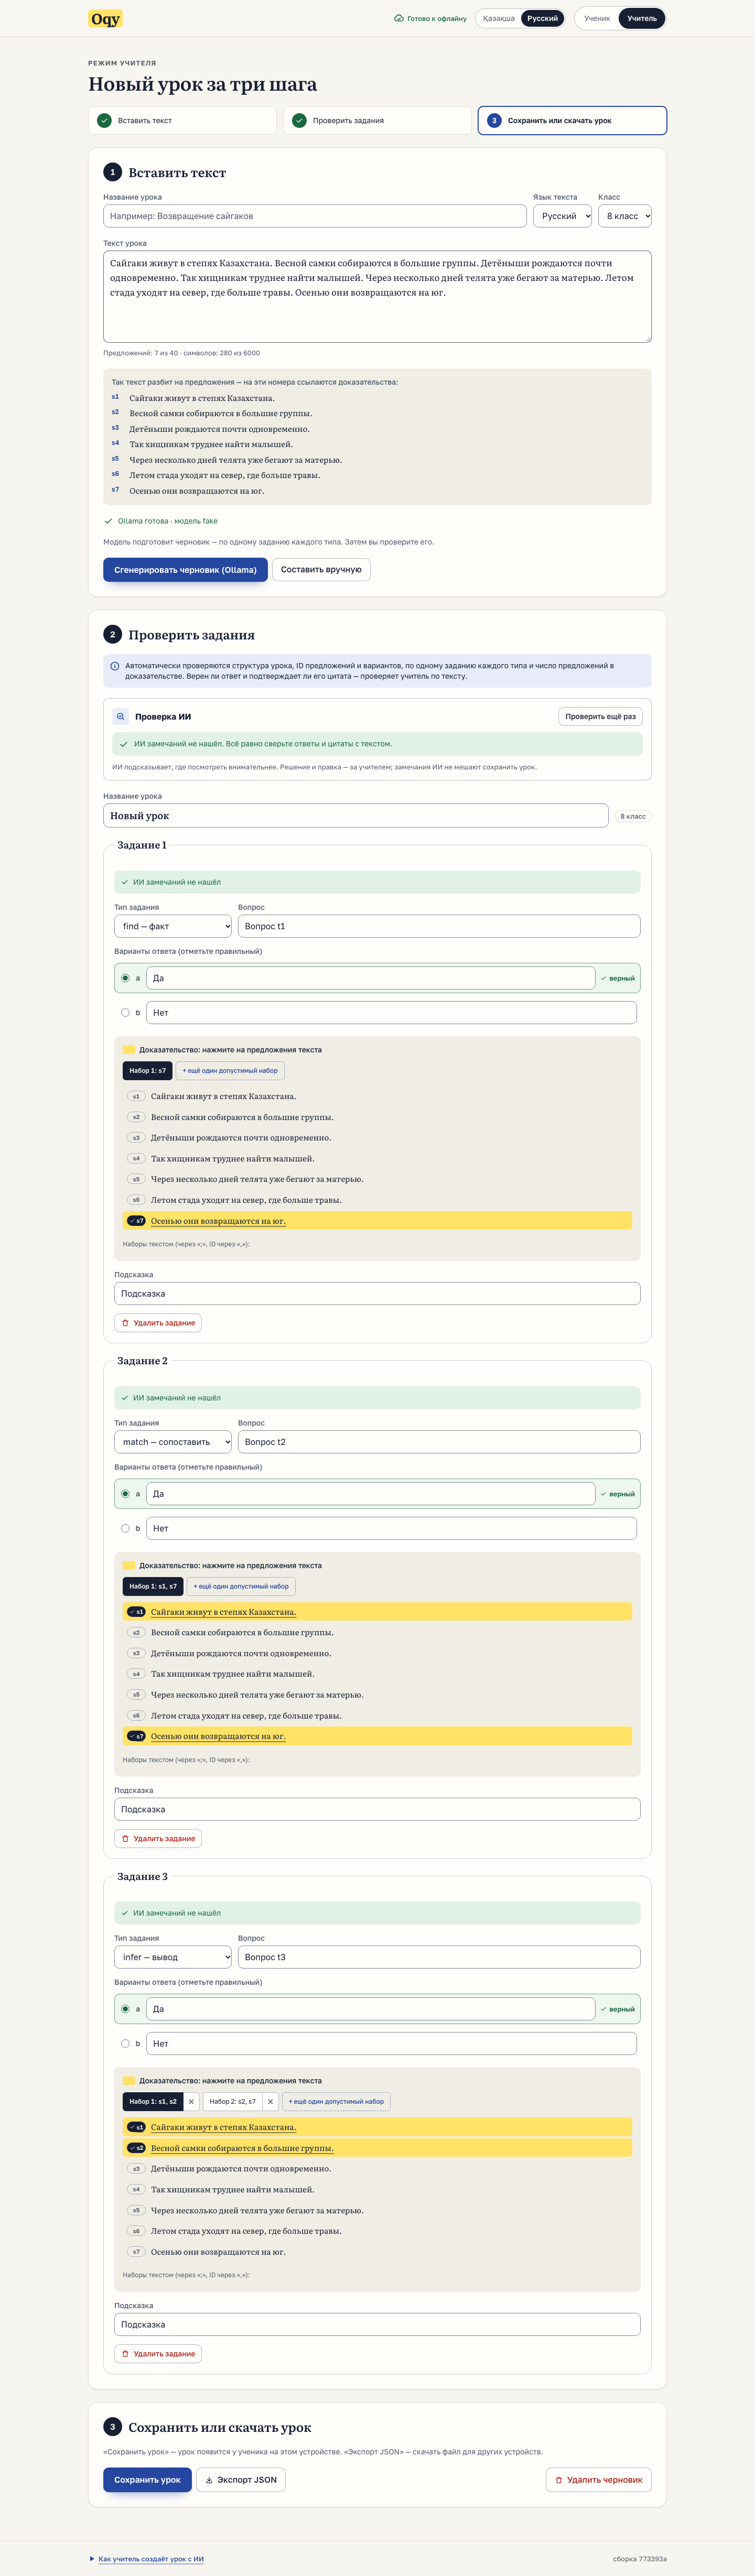 Oqy
Готово к офлайну
Қазақша
Русский
Ученик
Учитель
РЕЖИМ УЧИТЕЛЯ
Новый урок за три шага
Вставить текст
Проверить задания
3 Сохранить или скачать урок
1 Вставить текст
Название урока
Язык текста
Класс
Например: Возвращение сайгаков
Русский
8 класс
Текст урока
Сайгаки живут в степях Казахстана. Весной самки собираются в большие группы. Детёныши рождаются почти
одновременно. Так хищникам труднее найти малышей. Через несколько дней телята уже бегают за матерью. Летом
стада уходят на север, где больше травы. Осенью они возвращаются на юг.
Предложений: 7 из 40 · символов: 280 из 6000
Так текст разбит на предложения — на эти номера ссылаются доказательства:
s1 Сайгаки живут в степях Казахстана.
s2 Весной самки собираются в большие группы.
s3 Детёныши рождаются почти одновременно.
s4 Так хищникам труднее найти малышей.
s5 Через несколько дней телята уже бегают за матерью.
s6 Летом стада уходят на север, где больше травы.
s7 Осенью они возвращаются на юг.
Ollama готова · модель fake
Модель подготовит черновик — по одному заданию каждого типа. Затем вы проверите его.
Сгенерировать черновик (Ollama)
Составить вручную
2 Проверить задания
Автоматически проверяются структура урока, ID предложений и вариантов, по одному заданию каждого типа и число предложений в
доказательстве. Верен ли ответ и подтверждает ли его цитата — проверяет учитель по тексту.
Проверка ИИ
Проверить ещё раз
ИИ замечаний не нашёл. Всё равно сверьте ответы и цитаты с текстом.
ИИ подсказывает, где посмотреть внимательнее. Решение и правка — за учителем; замечания ИИ не мешают сохранить урок.
Название урока
Новый урок
8 класс
Задание 1
ИИ замечаний не нашёл
Тип задания
Вопрос
find — факт
Вопрос t1
Варианты ответа (отметьте правильный)
a Да верный
b Нет
Доказательство: нажмите на предложения текста
Набор 1: s7
+ ещё один допустимый набор
s1 Сайгаки живут в степях Казахстана.
s2 Весной самки собираются в большие группы.
s3 Детёныши рождаются почти одновременно.
s4 Так хищникам труднее найти малышей.
s5 Через несколько дней телята уже бегают за матерью.
s6 Летом стада уходят на север, где больше травы.
s7 Осенью они возвращаются на юг.
Наборы текстом (через «;», ID через «,»):
Подсказка
Подсказка
Удалить задание
Задание 2
ИИ замечаний не нашёл
Тип задания
Вопрос
match — сопоставить
Вопрос t2
Варианты ответа (отметьте правильный)
a Да верный
b Нет
Доказательство: нажмите на предложения текста
Набор 1: s1, s7
+ ещё один допустимый набор
s1 Сайгаки живут в степях Казахстана.
s2 Весной самки собираются в большие группы.
s3 Детёныши рождаются почти одновременно.
s4 Так хищникам труднее найти малышей.
s5 Через несколько дней телята уже бегают за матерью.
s6 Летом стада уходят на север, где больше травы.
s7 Осенью они возвращаются на юг.
Наборы текстом (через «;», ID через «,»):
Подсказка
Подсказка
Удалить задание
Задание 3
ИИ замечаний не нашёл
Тип задания
Вопрос
infer — вывод
Вопрос t3
Варианты ответа (отметьте правильный)
a Да верный
b Нет
Доказательство: нажмите на предложения текста
Набор 1: s1, s2
Набор 2: s2, s7
+ ещё один допустимый набор
s1 Сайгаки живут в степях Казахстана.
s2 Весной самки собираются в большие группы.
s3 Детёныши рождаются почти одновременно.
s4 Так хищникам труднее найти малышей.
s5 Через несколько дней телята уже бегают за матерью.
s6 Летом стада уходят на север, где больше травы.
s7 Осенью они возвращаются на юг.
Наборы текстом (через «;», ID через «,»):
Подсказка
Подсказка
Удалить задание
3 Сохранить или скачать урок
«Сохранить урок» — урок появится у ученика на этом устройстве. «Экспорт JSON» — скачать файл для других устройств.
Сохранить урок
Экспорт JSON
Удалить черновик
Как учитель создаёт урок с ИИ
сборка 773393a